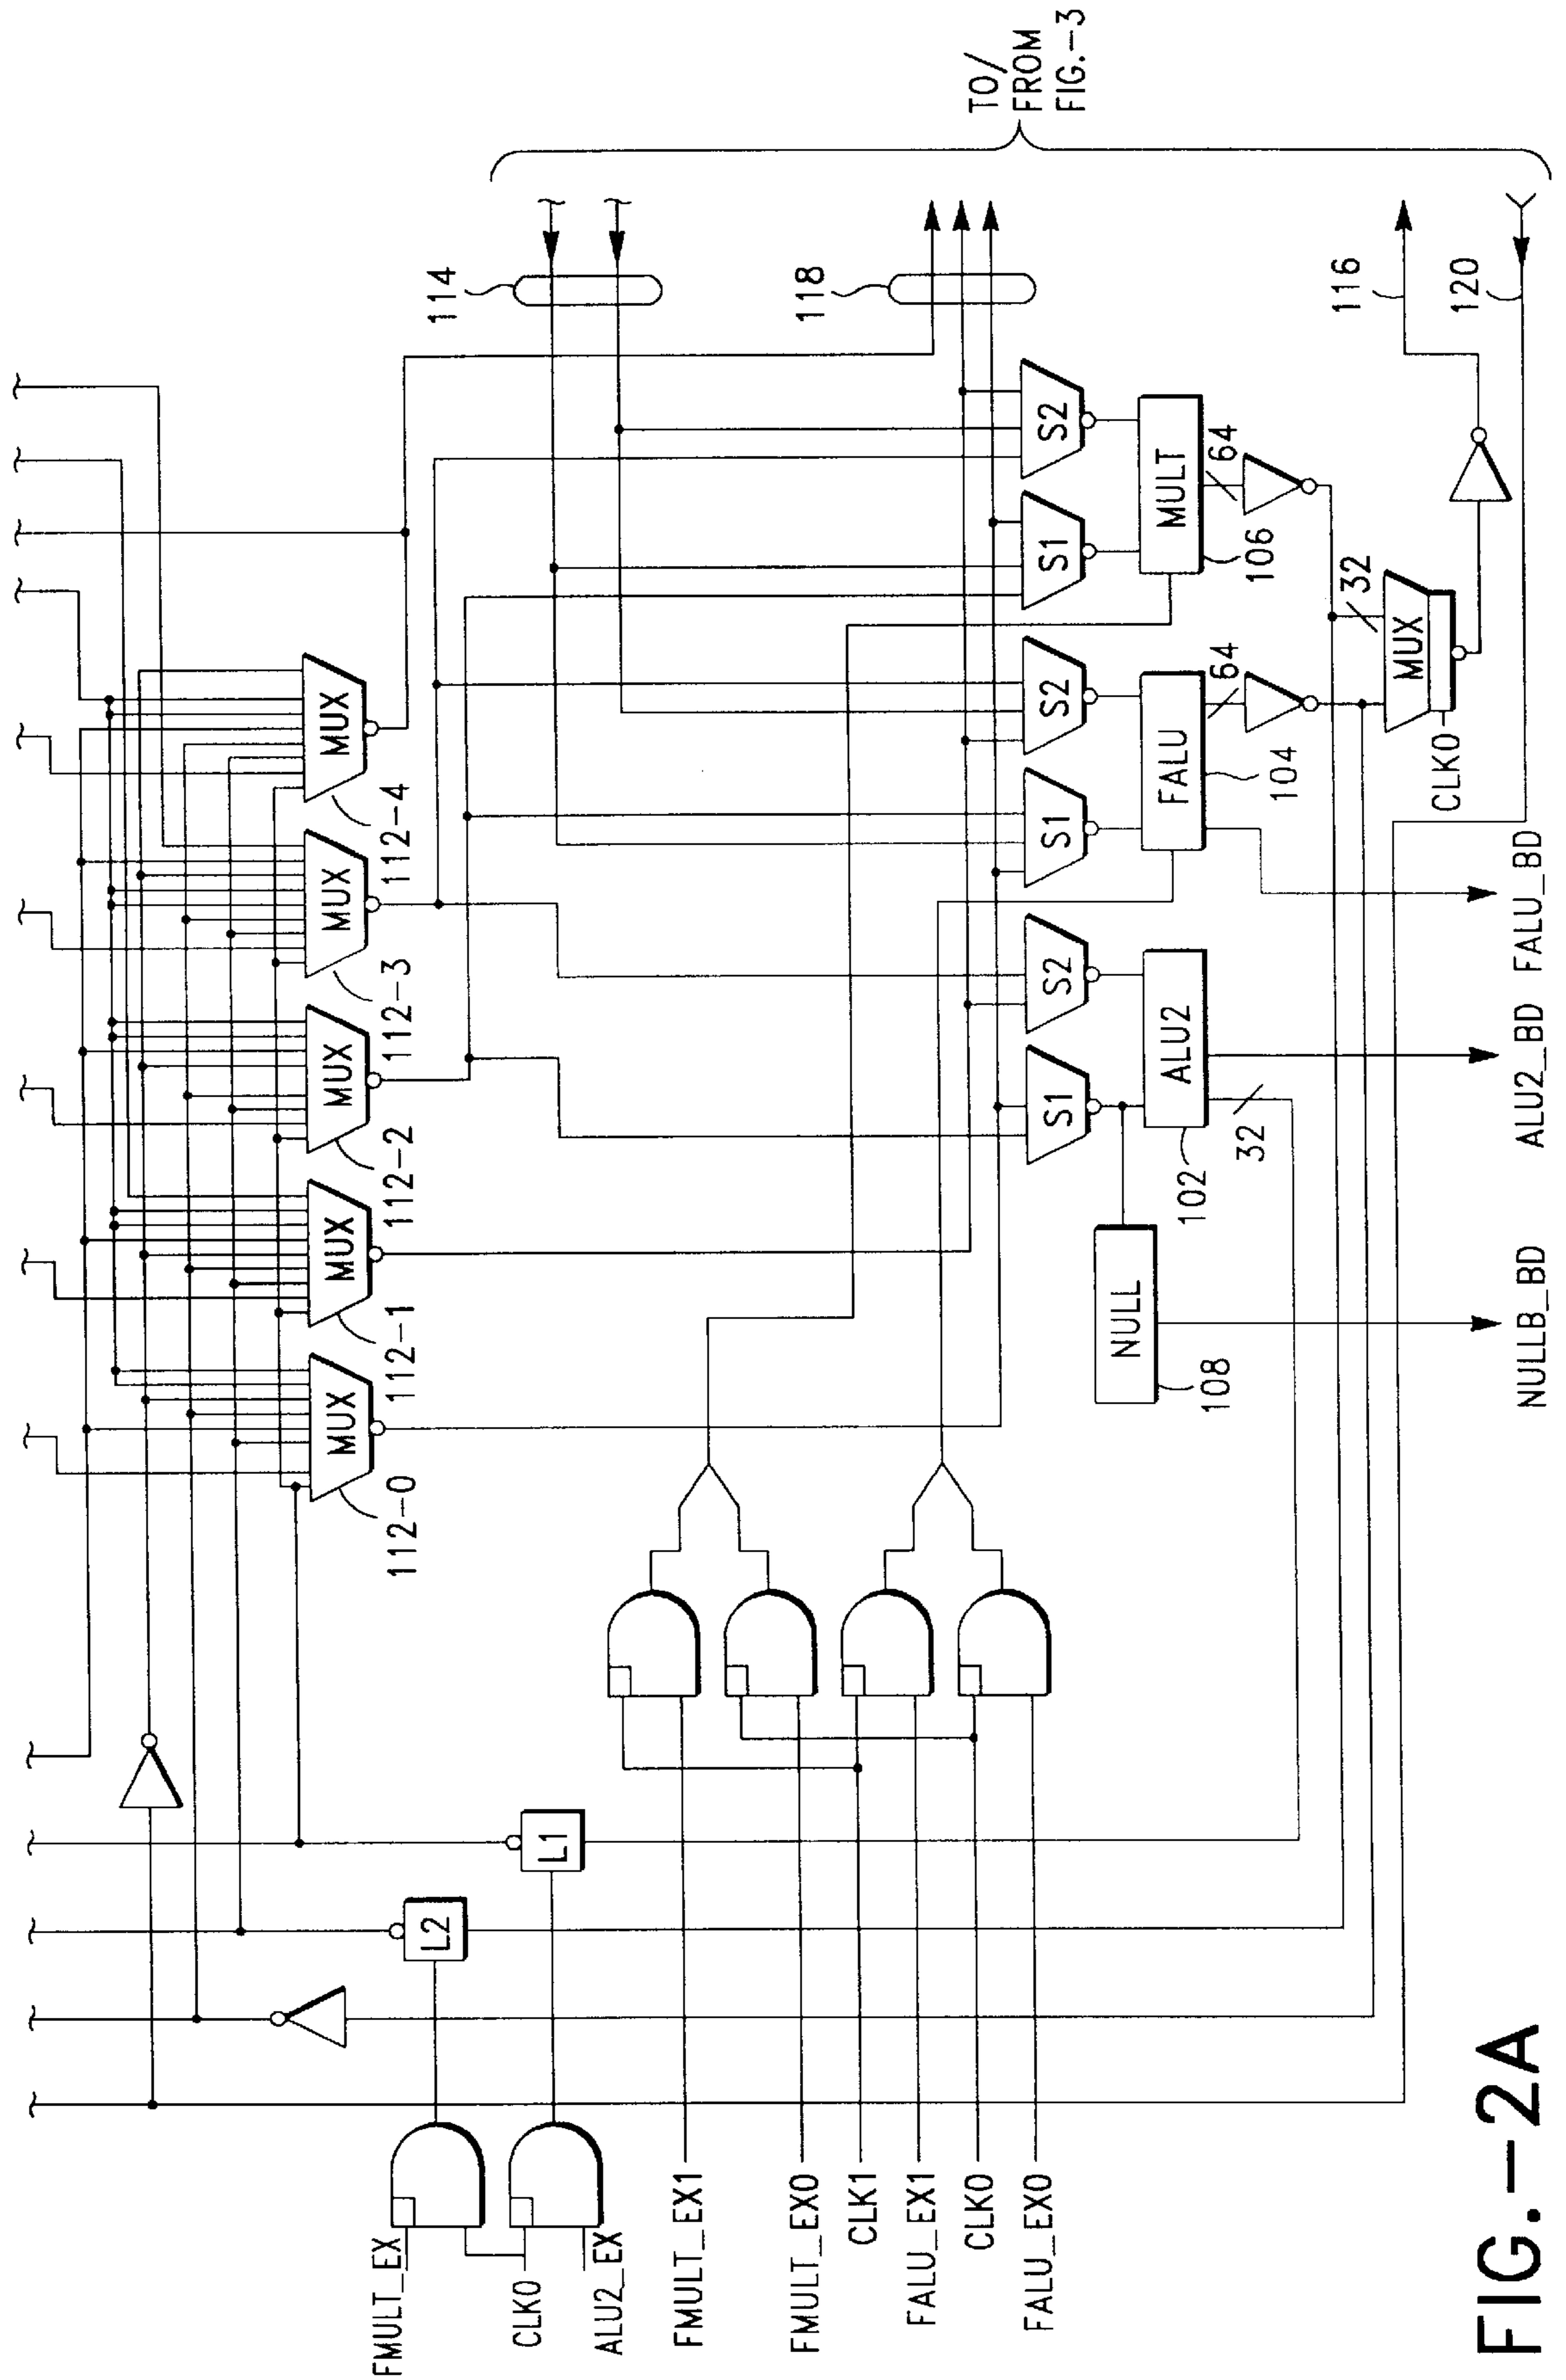 TO/
FROM
FIG.-3
114
118
116
120
MUX
112-4
MUX
112-3
MUX
112-2
MUX
112-1
MUX
112-0
S2
S1
S2
S1
S2
S1
MULT
106
64
FALU
104
64
ALU2
102
32
NULL
108
32
MUX
CLK0
L1
L2
FMULT_EX
CLK0
ALU2_EX
FMULT_EX1
FMULT_EX0
CLK1
FALU_EX1
CLK0
FALU_EX0
NULLB_BD
ALU2_BD
FALU_BD
FIG.-2A